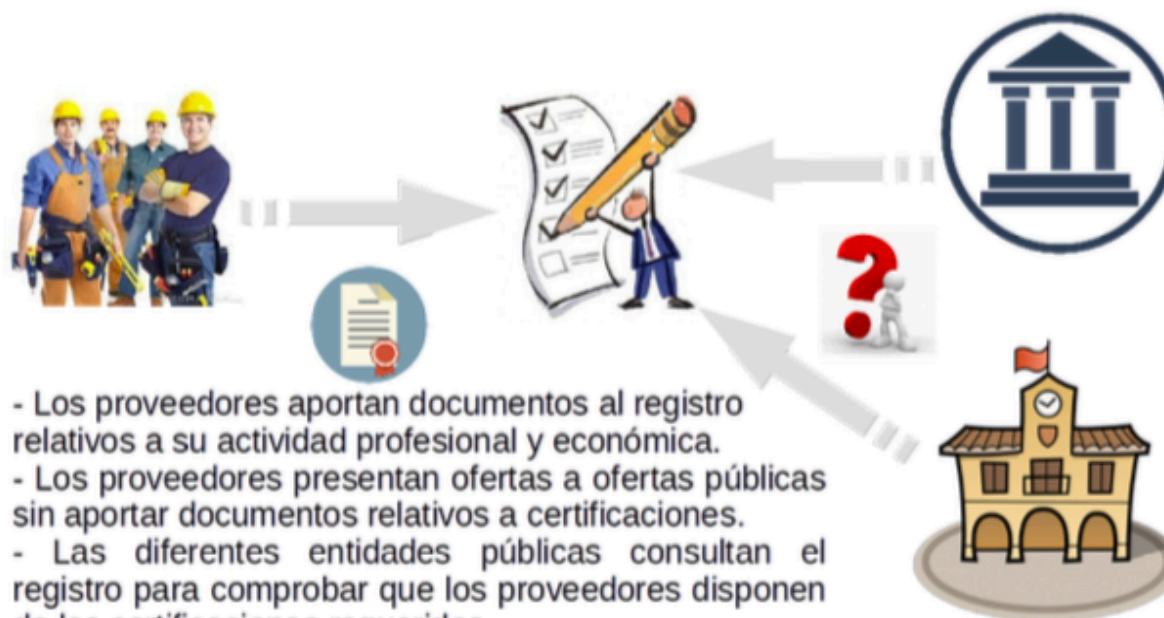 - Los proveedores aportan documentos al registro
relativos a su actividad profesional y económica.
- Los proveedores presentan ofertas a ofertas públicas
sin aportar documentos relativos a certificaciones.
- Las diferentes entidades públicas consultan el
registro para comprobar que los proveedores disponen